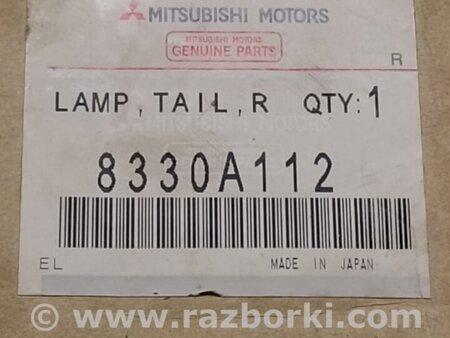 MITSUBISHI MOTORS
MITSUBISHI MOTORS
GENUINE PARTS
R
LAMP, TAIL, R QTY:1
8330A112
EL MADE IN JAPAN
www.razborki.com